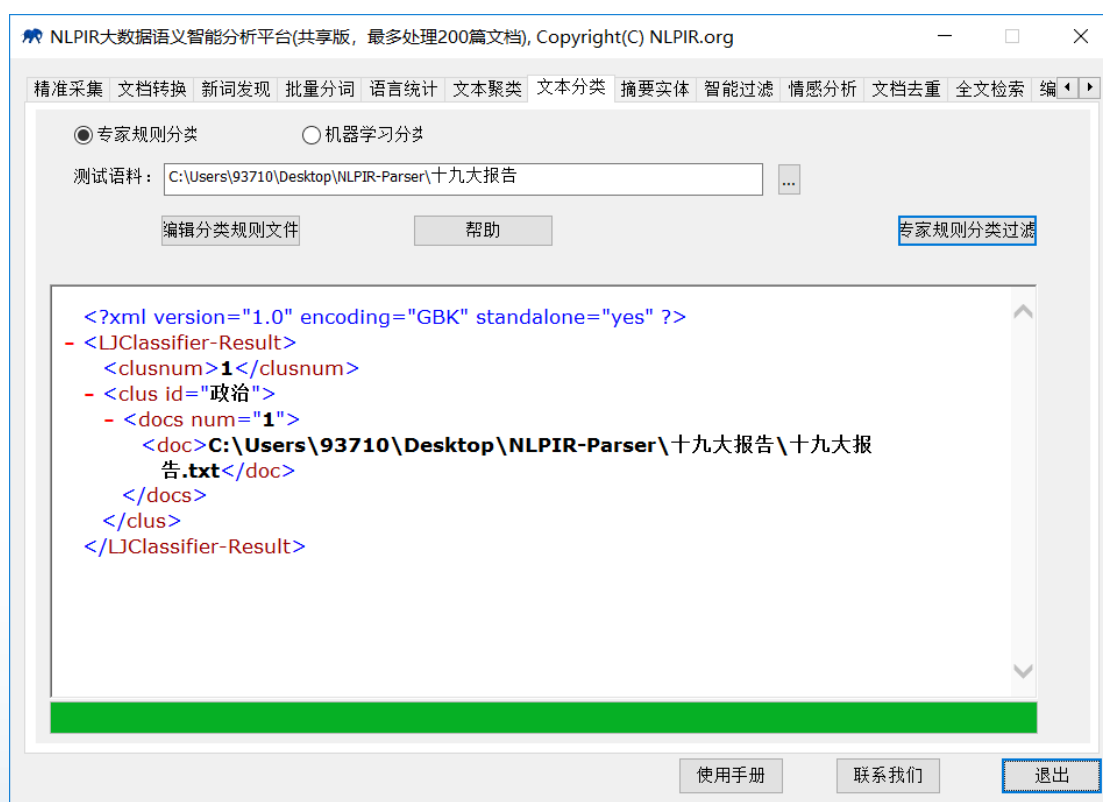 NLPIR大数据语义智能分析平台(共享版，最多处理200篇文档), Copyright(C) NLPIR.org
精准采集 文档转换 新词发现 批量分词 语言统计 文本聚类 文本分类 摘要实体 智能过滤 情感分析 文档去重 全文检索 编
专家规则分类 机器学习分类
测试语料： C:\Users\93710\Desktop\NLPIR-Parser\十九大报告 ...
编辑分类规则文件 帮助 专家规则分类过滤
<?xml version="1.0" encoding="GBK" standalone="yes" ?>
- <LJClassifier-Result>
<clusnum>1</clusnum>
- <clus id="政治">
- <docs num="1">
<doc>C:\Users\93710\Desktop\NLPIR-Parser\十九大报告\十九大报
告.txt</doc>
</docs>
</clus>
</LJClassifier-Result>
使用手册 联系我们 退出